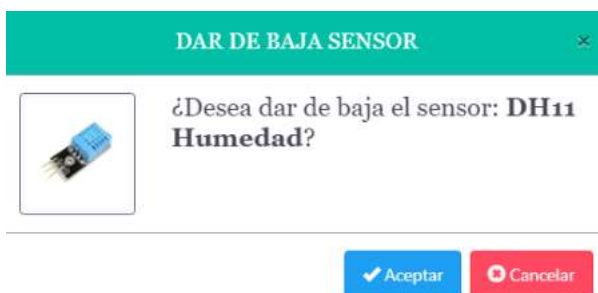 DAR DE BAJA SENSOR
¿Desea dar de baja el sensor: DH11
Humedad?
Aceptar
Cancelar